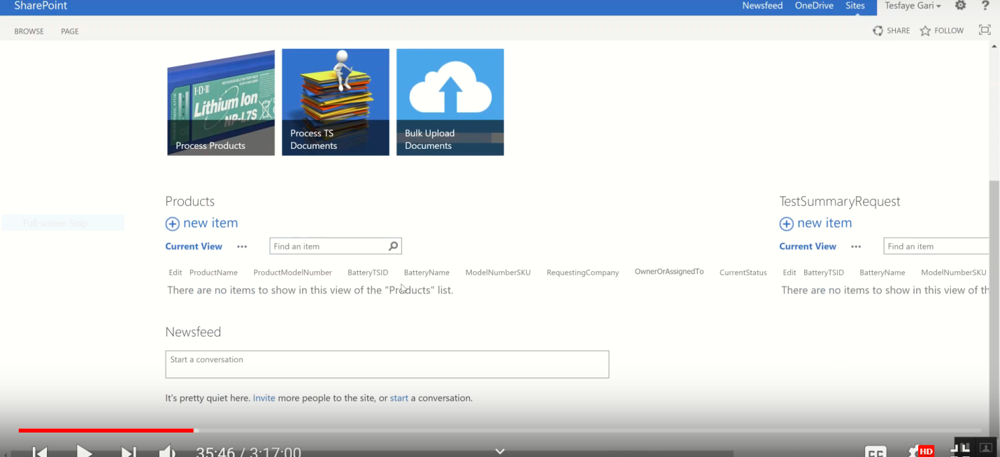 SharePoint Newsfeed OneDrive Sites Tesfaye Gari ?
BROWSE PAGE SHARE FOLLOW
I·D·X
Lithium Ion
NP-L7S
Process Products
Process TS
Documents
Bulk Upload
Documents
Products
new item
Current View ••• Find an item
Edit ProductName ProductModelNumber BatteryTSID BatteryName ModelNumberSKU RequestingCompany OwnerOrAssignedTo CurrentStatus
There are no items to show in this view of the "Products" list.
TestSummaryRequest
new item
Current View ••• Find an item
Edit BatteryTSID BatteryName ModelNumberSKU
There are no items to show in this view of th
Full-screen Snip
Newsfeed
Start a conversation
It's pretty quiet here. Invite more people to the site, or start a conversation.
35:46 / 3:17:00 CC HD